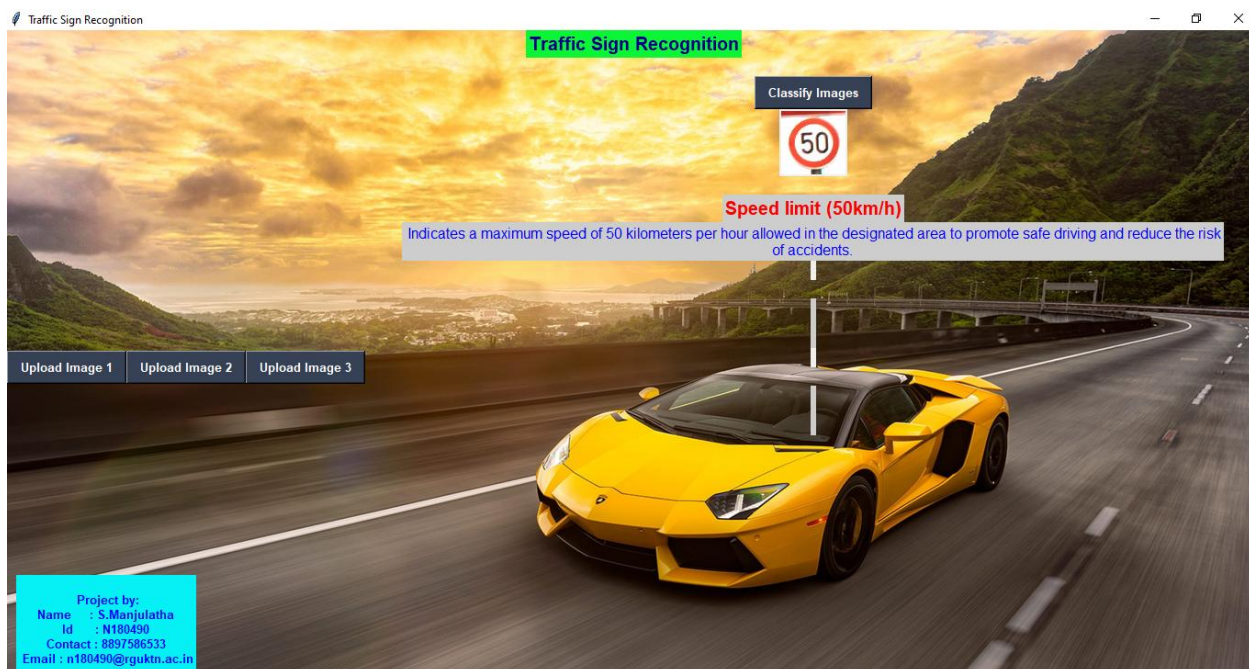 Traffic Sign Recognition
Traffic Sign Recognition
Classify Images
50
Speed limit (50km/h)
Indicates a maximum speed of 50 kilometers per hour allowed in the designated area to promote safe driving and reduce the risk
of accidents.
Upload Image 1 Upload Image 2 Upload Image 3
Project by:
Name : S.Manjulatha
Id : N180490
Contact : 8897586533
Email : n180490@rguktn.ac.in